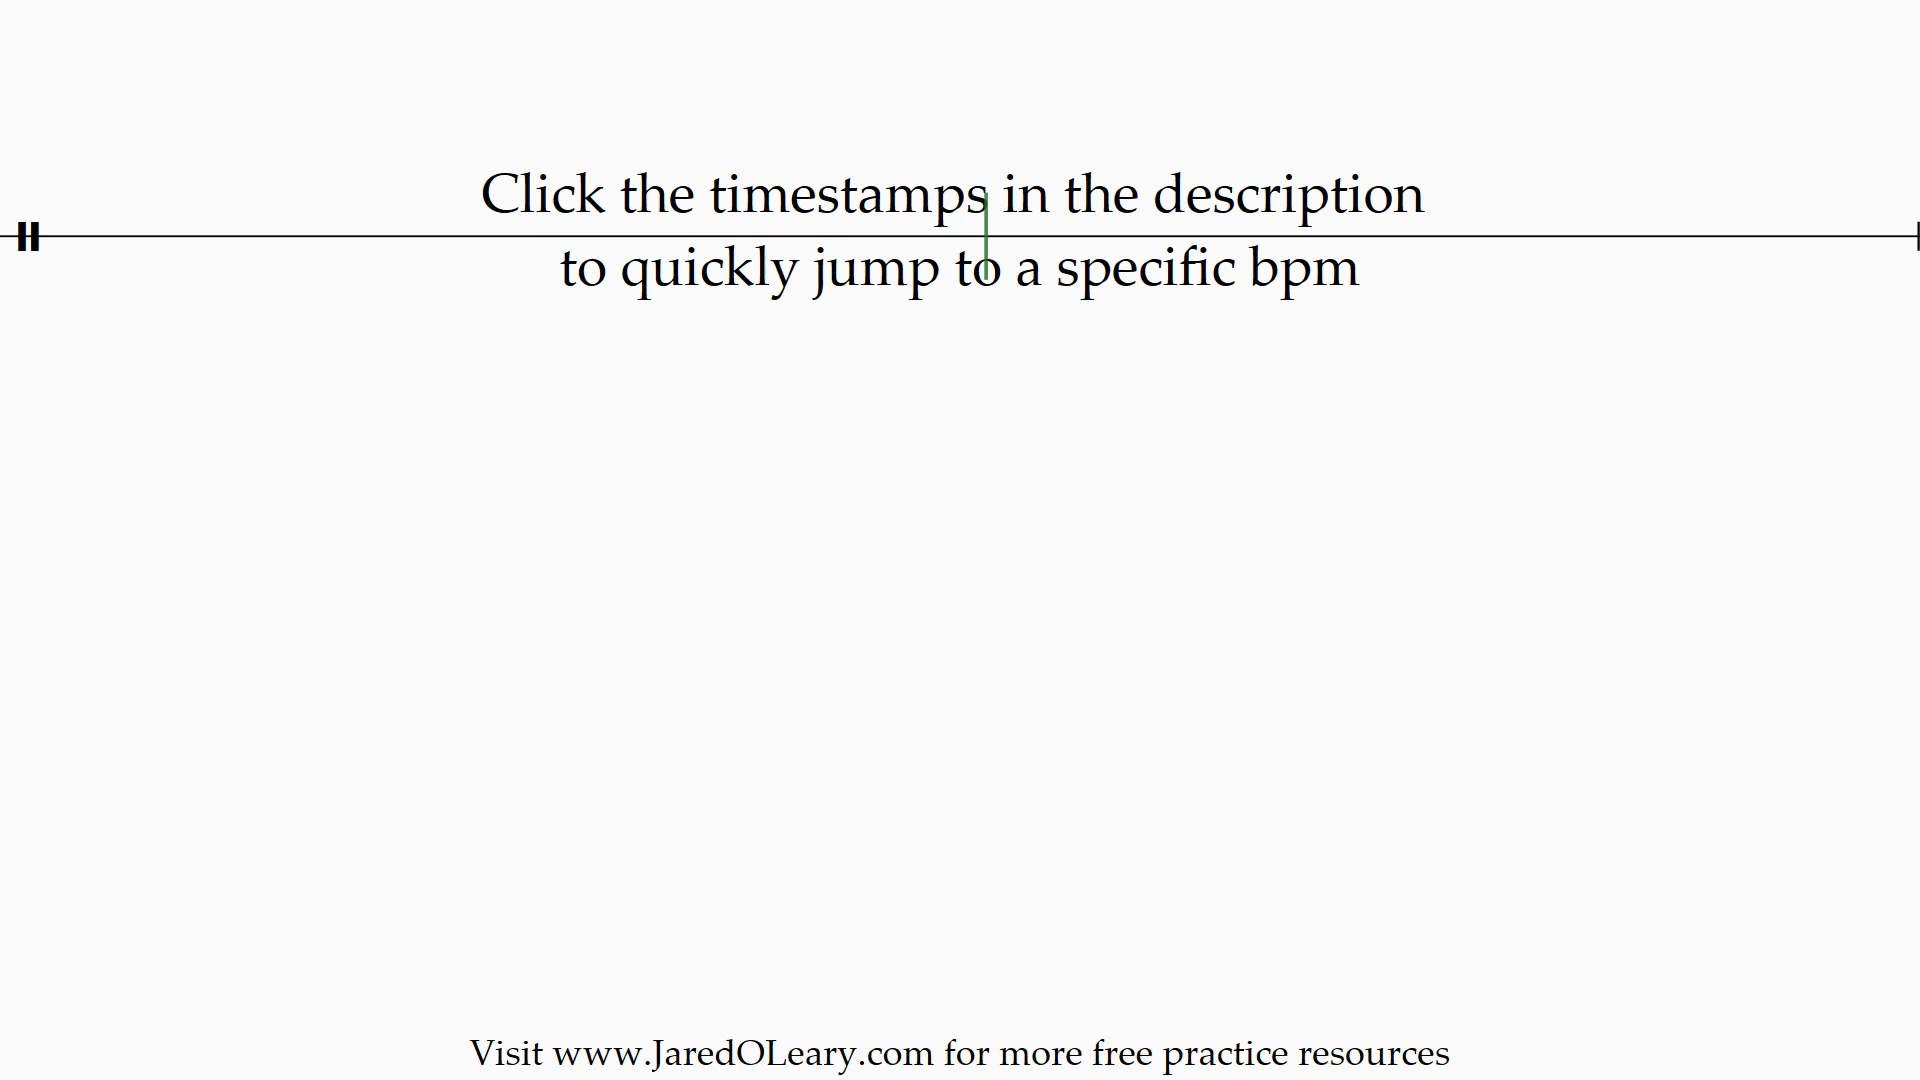 Click the timestamps in the description
to quickly jump to a specific bpm
Visit www.JaredOLeary.com for more free practice resources